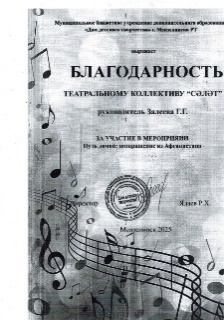 Муниципальное бюджетное учреждение дополнительного образования
«Дом детского творчества» г. Мензелинска РТ
выражает
БЛАГОДАРНОСТЬ
ТЕАТРАЛЬНОМУ КОЛЛЕКТИВУ "СӘЛӘТ"
руководитель Залеева Г.Г.
ЗА УЧАСТИЕ В МЕРОПРИЯТИИ
Путь домой: возвращение из Афганистана
Директор
Р.Х.
Мензелинск 2025